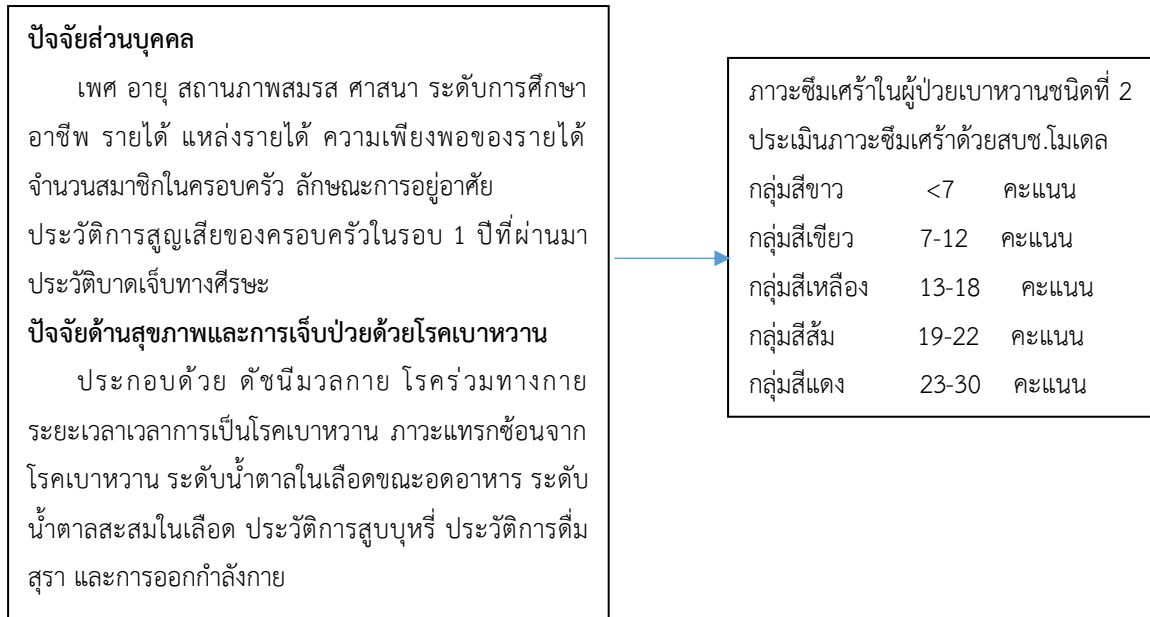 ปัจจัยส่วนบุคคล
เพศ อายุ สถานภาพสมรส ศาสนา ระดับการศึกษา
อาชีพ รายได้ แหล่งรายได้ ความเพียงพอของรายได้
จำนวนสมาชิกในครอบครัว ลักษณะการอยู่อาศัย
ประวัติการสูญเสียของครอบครัวในรอบ 1 ปีที่ผ่านมา
ประวัติบาดเจ็บทางศีรษะ
ปัจจัยด้านสุขภาพและการเจ็บป่วยด้วยโรคเบาหวาน
ประกอบด้วย ดัชนีมวลกาย โรคร่วมทางกาย
ระยะเวลาเวลาการเป็นโรคเบาหวาน ภาวะแทรกซ้อนจาก
โรคเบาหวาน ระดับน้ำตาลในเลือดขณะอดอาหาร ระดับ
น้ำตาลสะสมในเลือด ประวัติการสูบบุหรี่ ประวัติการดื่ม
สุรา และการออกกำลังกาย
ภาวะซึมเศร้าในผู้ป่วยเบาหวานชนิดที่ 2
ประเมินภาวะซึมเศร้าด้วยสบช.โมเดล
กลุ่มสีขาว <7 คะแนน
กลุ่มสีเขียว 7-12 คะแนน
กลุ่มสีเหลือง 13-18 คะแนน
กลุ่มสีส้ม 19-22 คะแนน
กลุ่มสีแดง 23-30 คะแนน